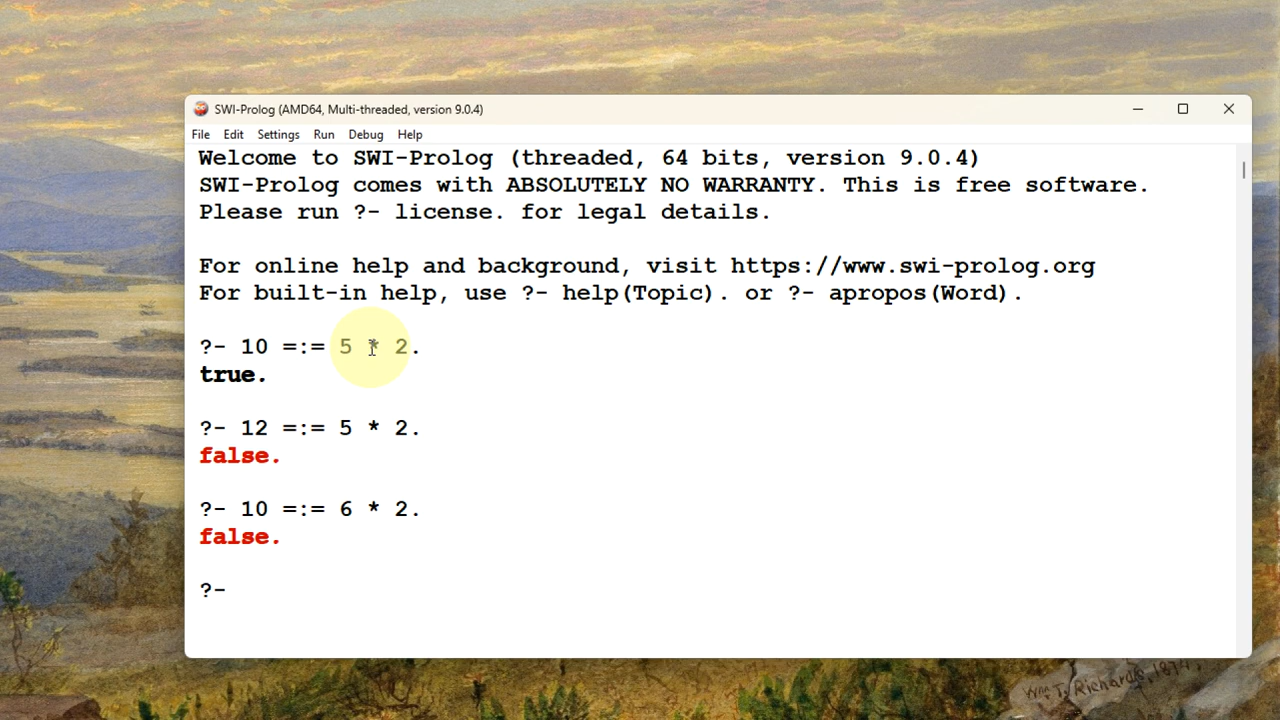 SWI-Prolog (AMD64, Multi-threaded, version 9.0.4)
File Edit Settings Run Debug Help
Welcome to SWI-Prolog (threaded, 64 bits, version 9.0.4)
SWI-Prolog comes with ABSOLUTELY NO WARRANTY. This is free software.
Please run ?- license. for legal details.
For online help and background, visit https://www.swi-prolog.org
For built-in help, use ?- help(Topic). or ?- apropos(Word).
?- 10 =:= 5 * 2.
true.
?- 12 =:= 5 * 2.
false.
?- 10 =:= 6 * 2.
false.
?-
Wm. T. Richards. 1874.